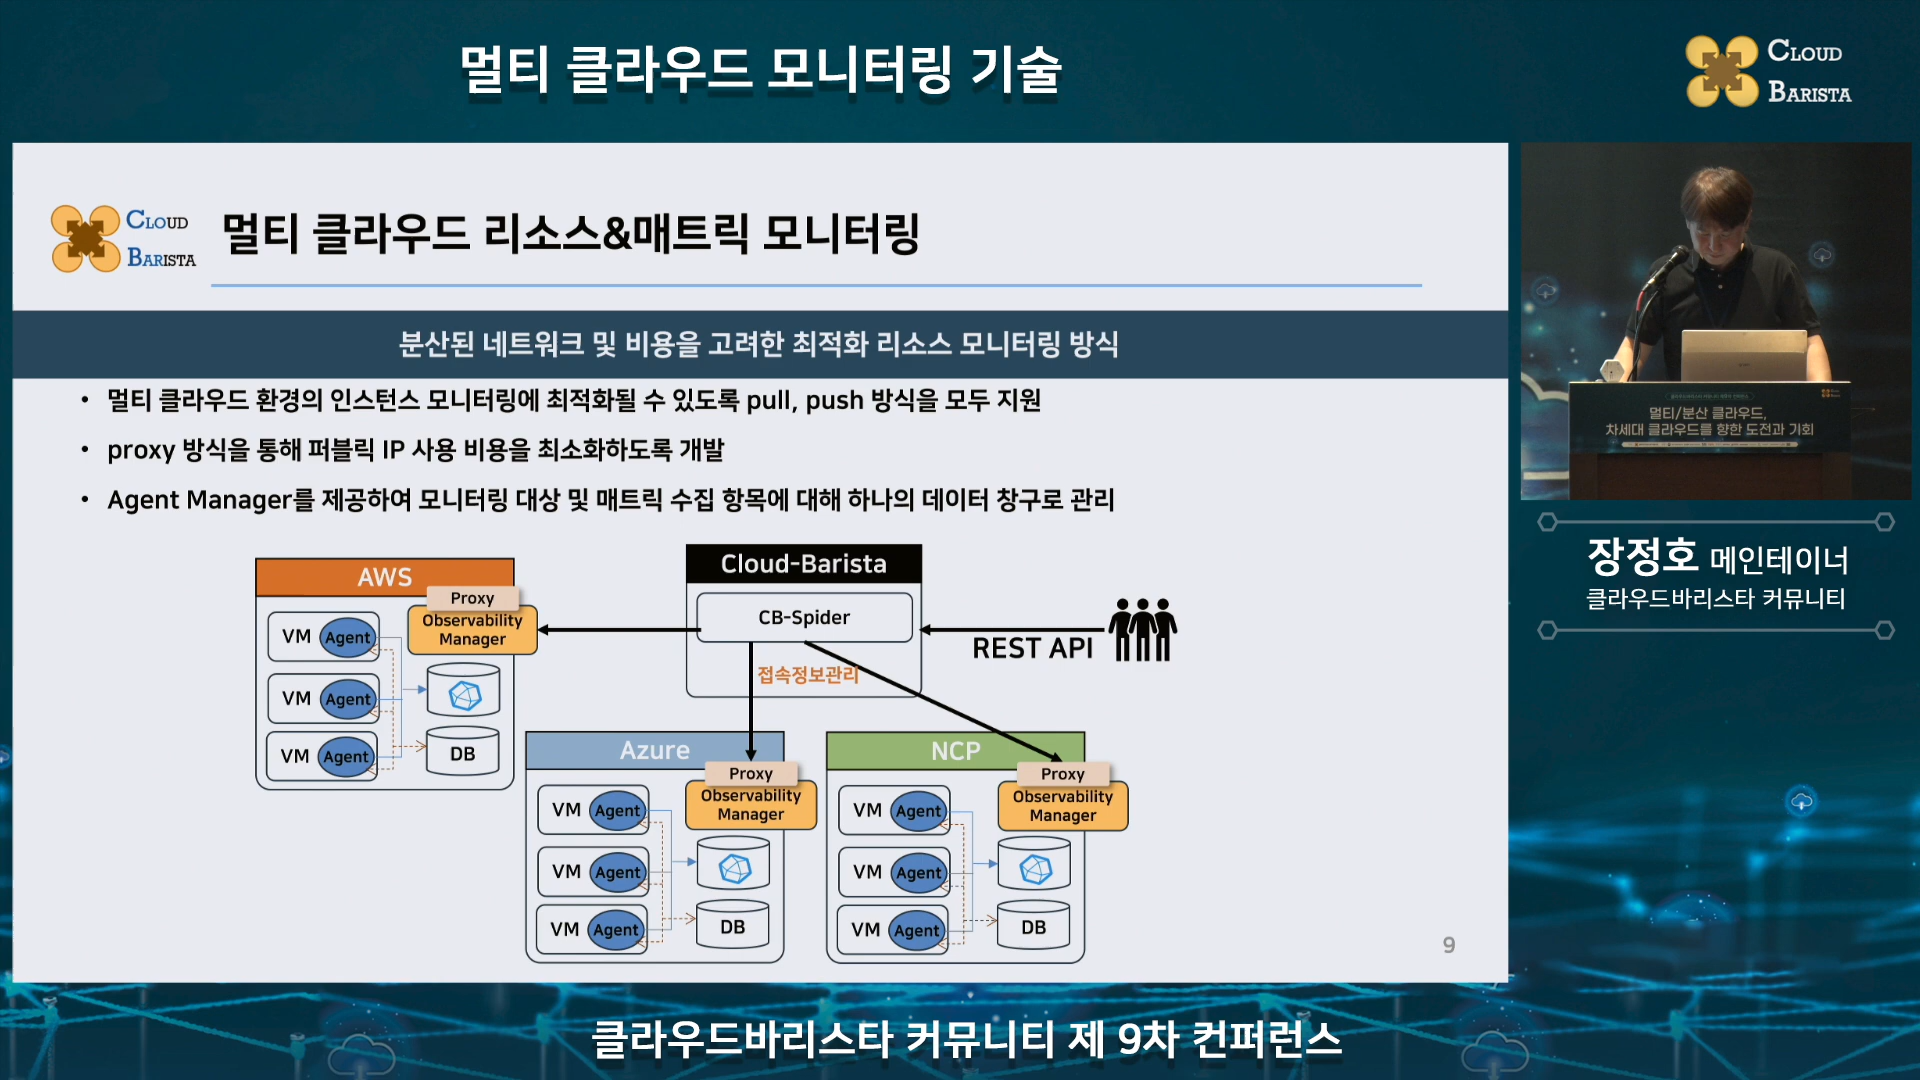 멀티 클라우드 모니터링 기술
CLOUD
BARISTA
CLOUD
BARISTA
멀티 클라우드 리소스&매트릭 모니터링
분산된 네트워크 및 비용을 고려한 최적화 리소스 모니터링 방식
• 멀티 클라우드 환경의 인스턴스 모니터링에 최적화될 수 있도록 pull, push 방식을 모두 지원
• proxy 방식을 통해 퍼블릭 IP 사용 비용을 최소화하도록 개발
• Agent Manager를 제공하여 모니터링 대상 및 매트릭 수집 항목에 대해 하나의 데이터 창구로 관리
AWS
Proxy
Observability
Manager
VM Agent
VM Agent
VM Agent
DB
Cloud-Barista
CB-Spider
접속정보관리
REST API
Azure
Proxy
Observability
Manager
VM Agent
VM Agent
VM Agent
DB
NCP
Proxy
Observability
Manager
VM Agent
VM Agent
VM Agent
DB
9
멀티/분산 클라우드,
차세대 클라우드를 향한 도전과 기회
장정호 메인테이너
클라우드바리스타 커뮤니티
클라우드바리스타 커뮤니티 제 9차 컨퍼런스